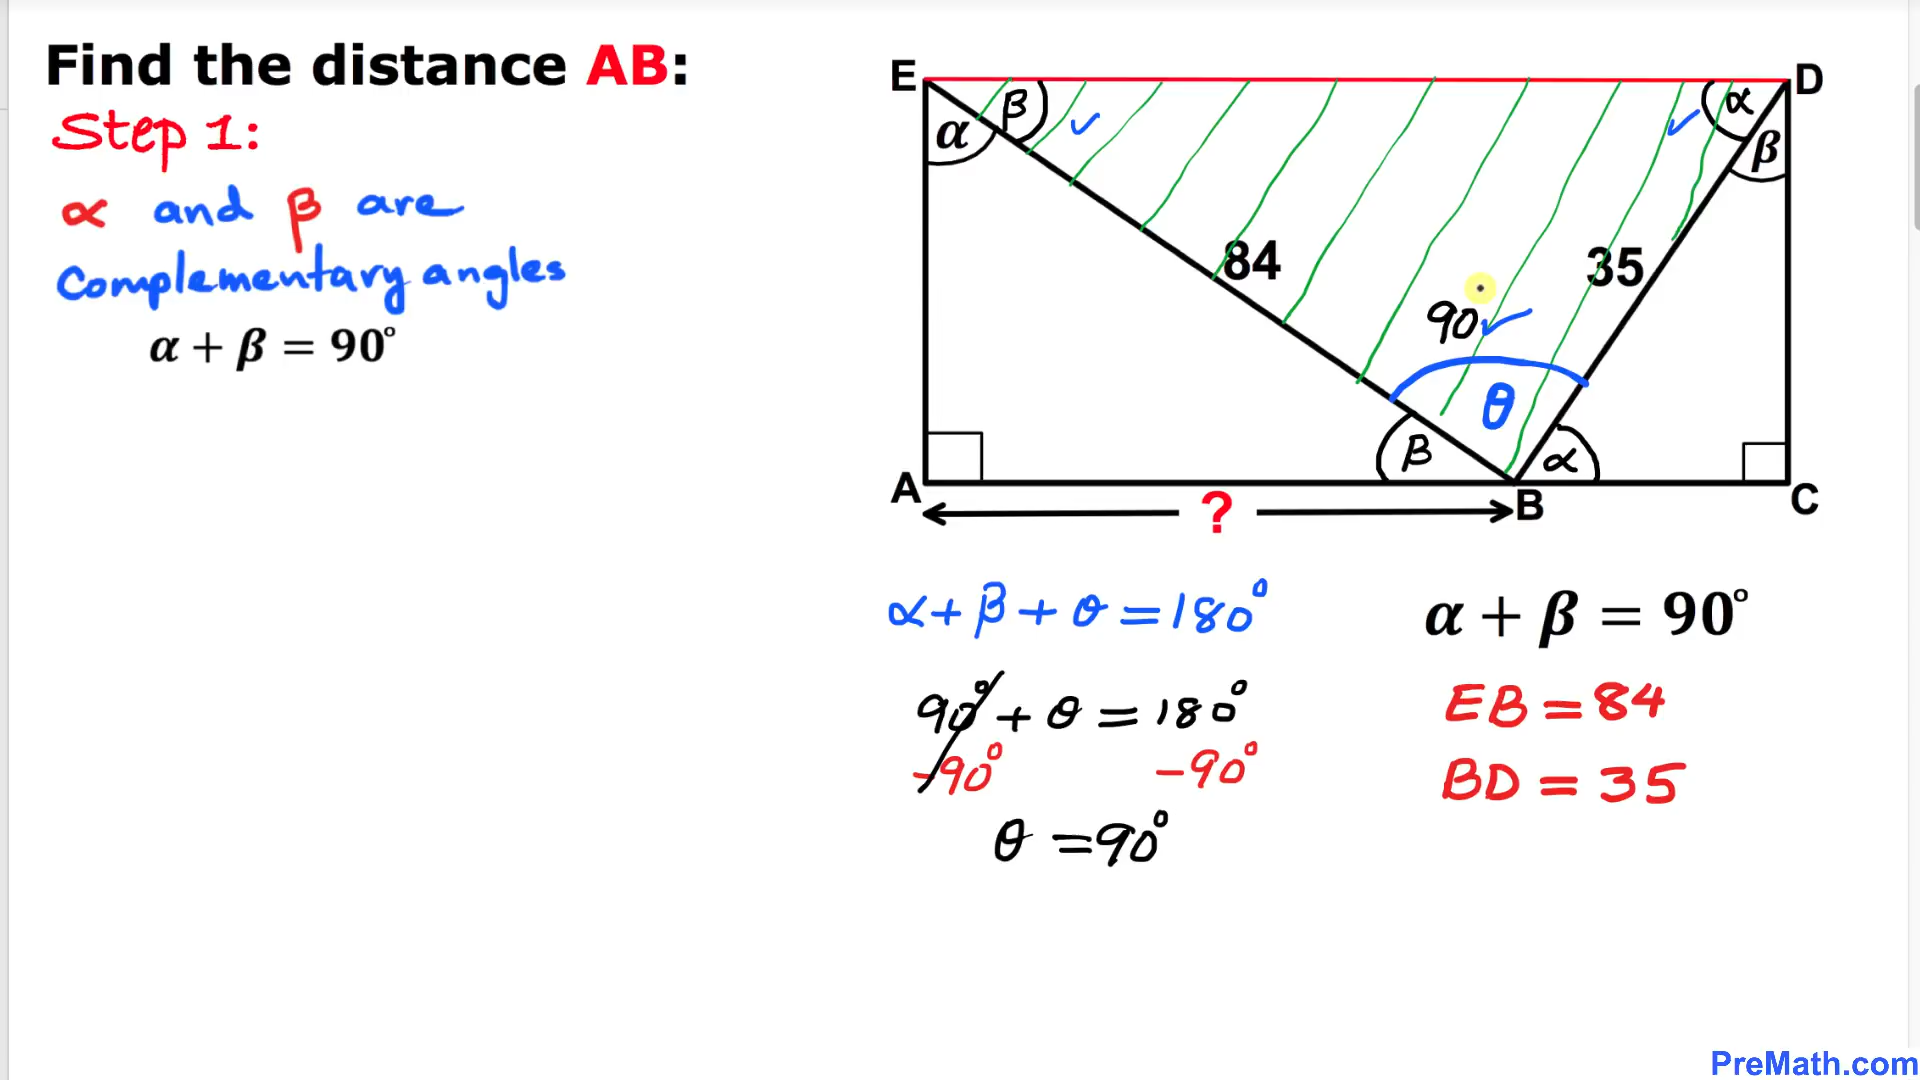 Find the distance AB:
Step 1:
α and β are
Complementary angles
α + β = 90°
E
D
β
α
α
β
84
35
90
θ
β
α
A
?
B
C
α + β + θ = 180°
90° + θ = 180°
-90° -90°
θ = 90°
α + β = 90°
EB = 84
BD = 35
PreMath.com